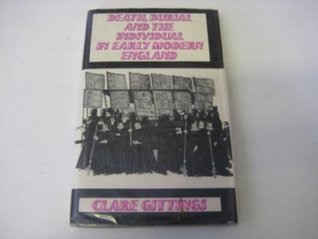 DEATH, BURIAL
AND THE
INDIVIDUAL
IN EARLY MODERN
ENGLAND
CLARE GITTINGS